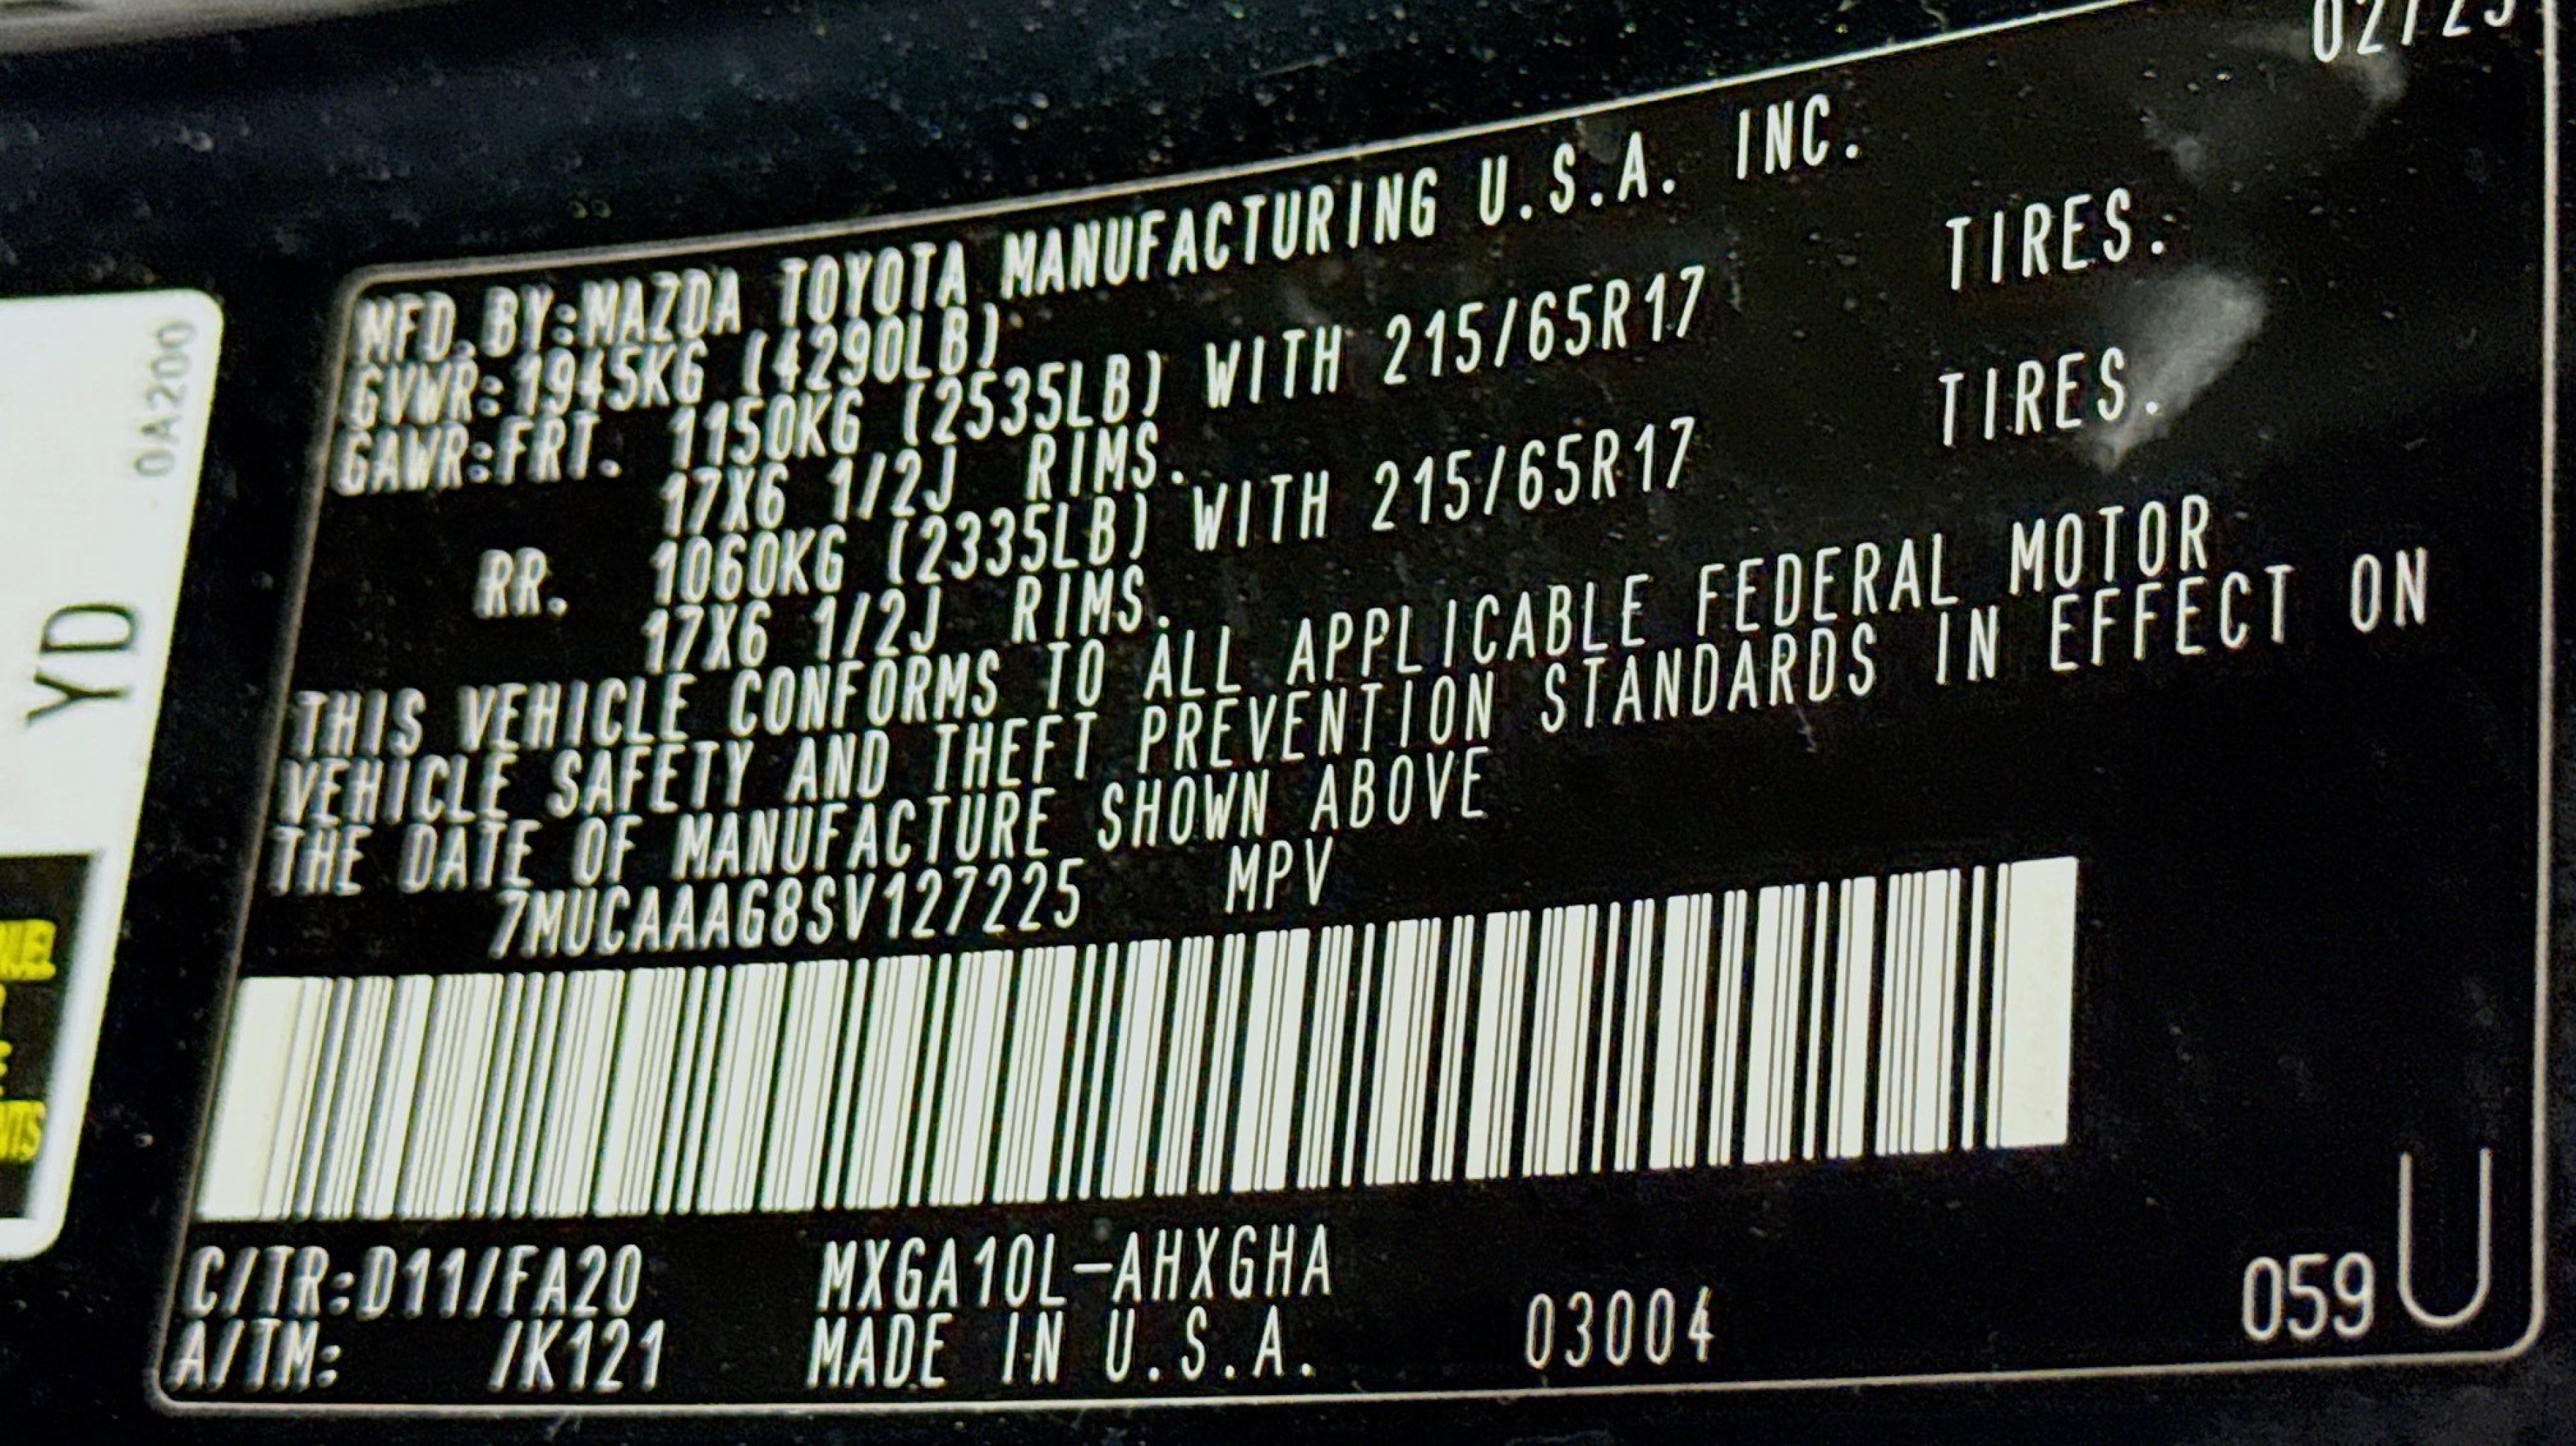 02/25
MFD.BY:MAZDA TOYOTA MANUFACTURING U.S.A. INC.
GVWR:1945KG (4290LB)
GAWR:FRT. 1150KG (2535LB) WITH 215/65R17 TIRES.
17X6 1/2J RIMS.
RR. 1060KG (2335LB) WITH 215/65R17 TIRES.
17X6 1/2J RIMS.
THIS VEHICLE CONFORMS TO ALL APPLICABLE FEDERAL MOTOR
VEHICLE SAFETY AND THEFT PREVENTION STANDARDS IN EFFECT ON
THE DATE OF MANUFACTURE SHOWN ABOVE
7MUCAAAG8SV127225 MPV
C/TR:D11/FA20 MXGA10L-AHXGHA
A/TM: /K121 MADE IN U.S.A. 03004
059 U
0A200
YD